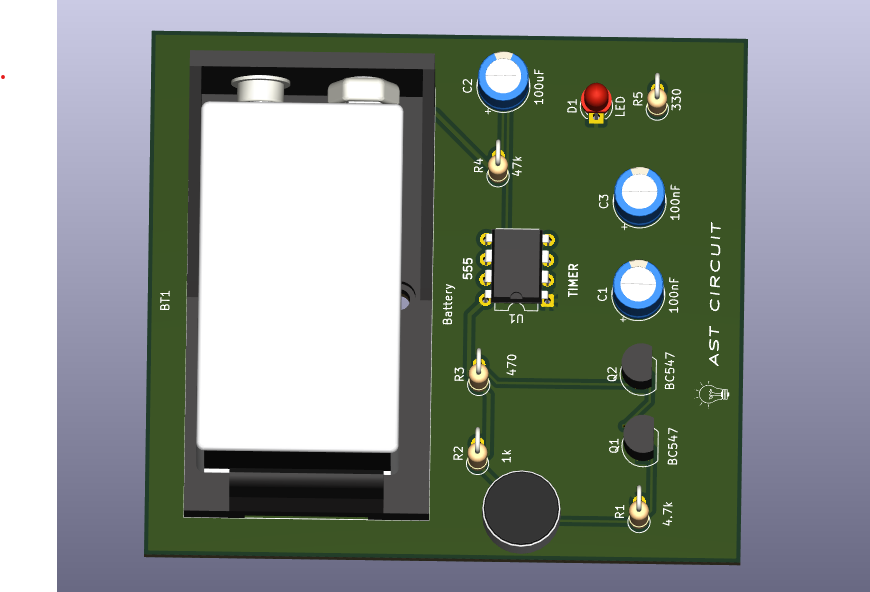 BT1
C2
100uF
+
D1
LED
R5
330
R4
47k
C3
100nF
+
555
TIMER
U1
Battery
C1
100nF
+
AST CIRCUIT
R3
470
Q2
BC547
R2
1k
Q1
BC547
R1
4.7k